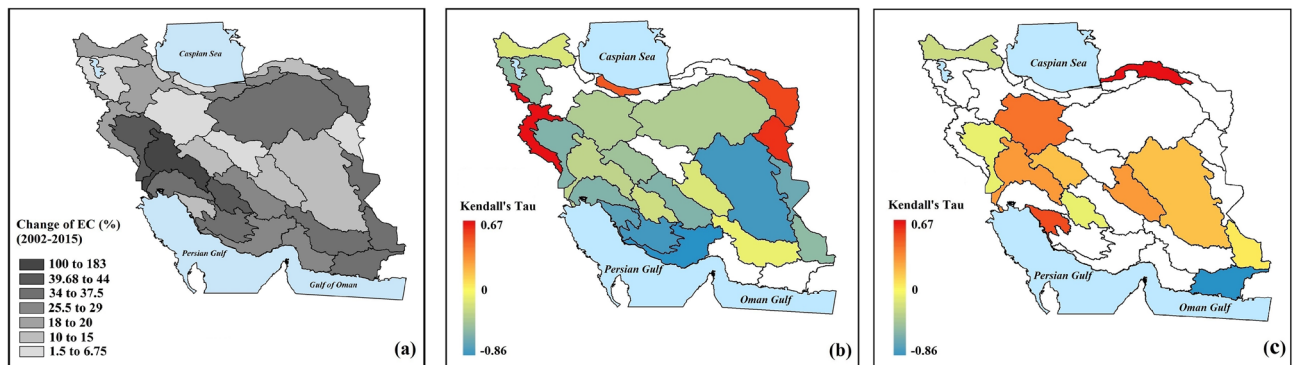 Caspian Sea
Change of EC (%)
(2002-2015)
100 to 183
39.68 to 44
34 to 37.5
25.5 to 29
18 to 20
10 to 15
1.5 to 6.75
Persian Gulf
Gulf of Oman
(a)
Caspian Sea
Kendall's Tau
0.67
0
-0.86
Persian Gulf
Oman Gulf
(b)
Caspian Sea
Kendall's Tau
0.67
0
-0.86
Persian Gulf
Oman Gulf
(c)